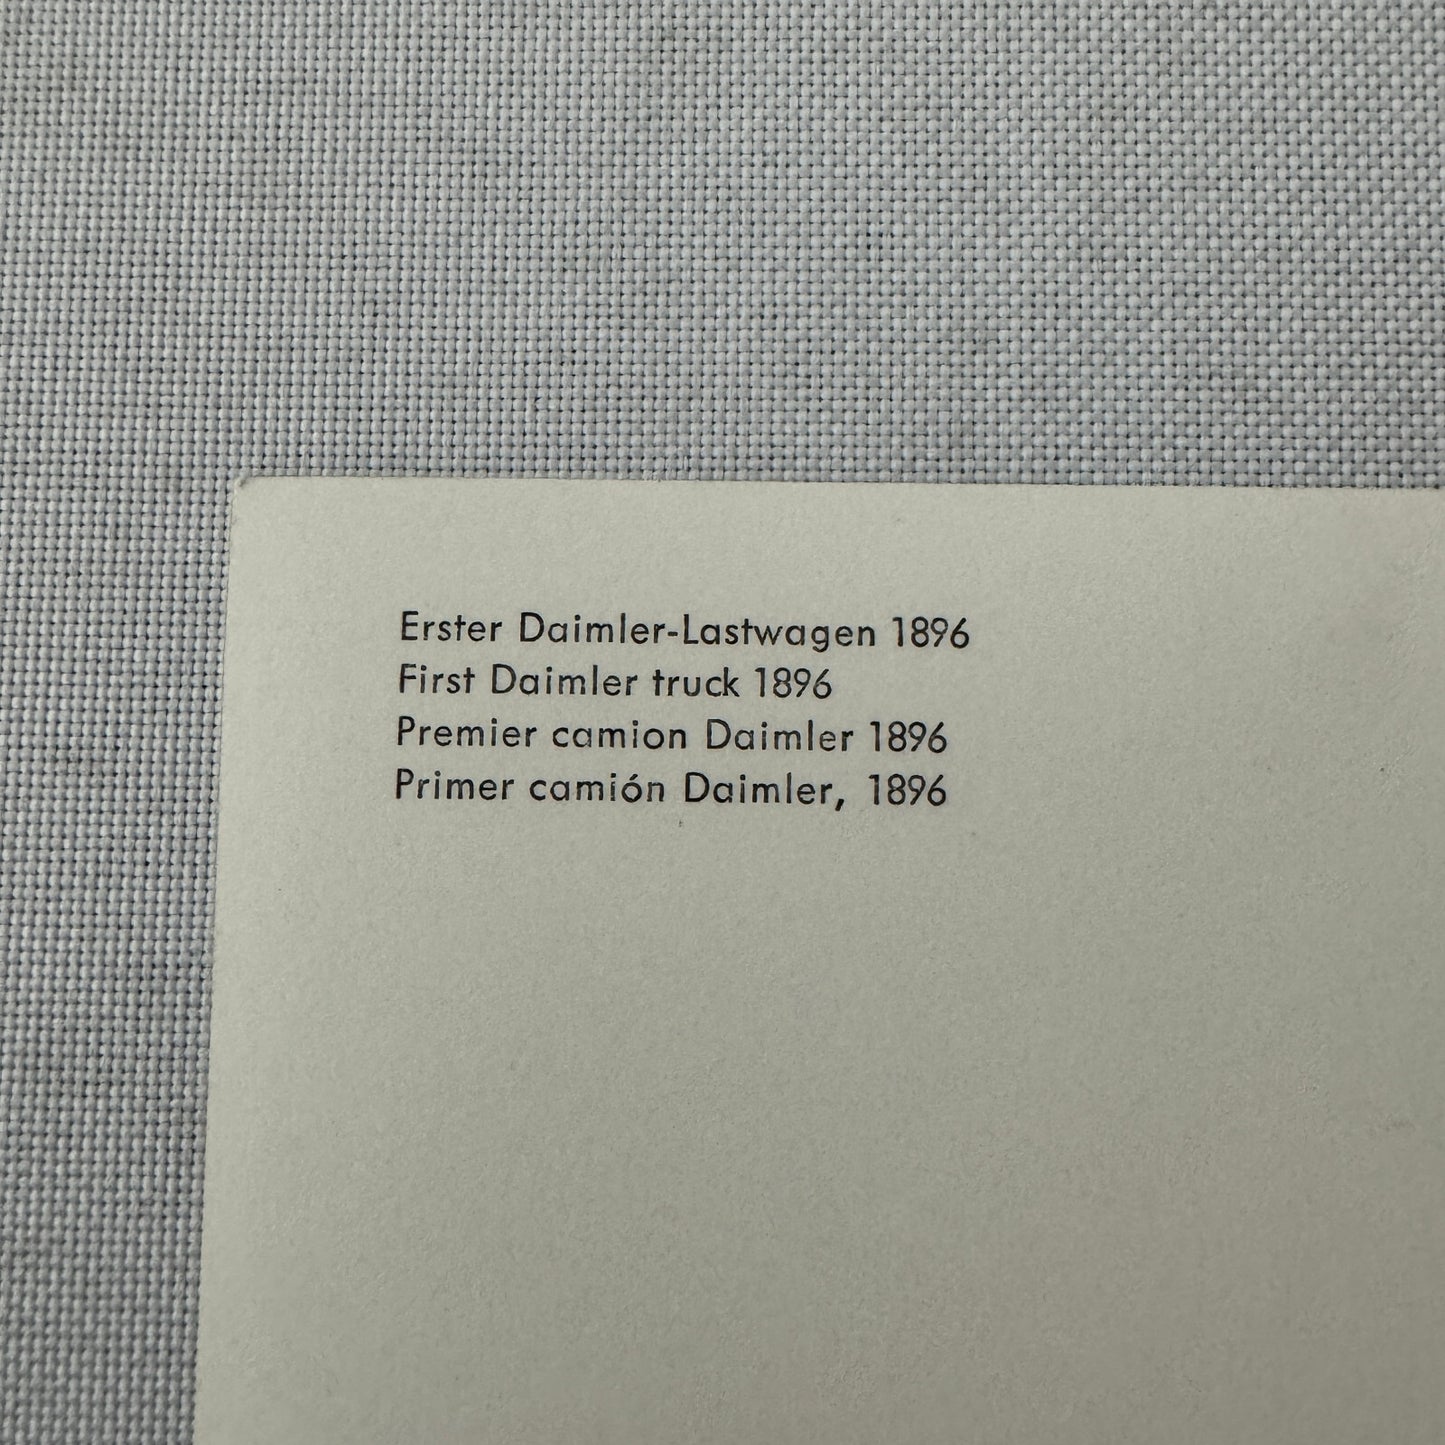 Erster Daimler-Lastwagen 1896
First Daimler truck 1896
Premier camion Daimler 1896
Primer camión Daimler, 1896